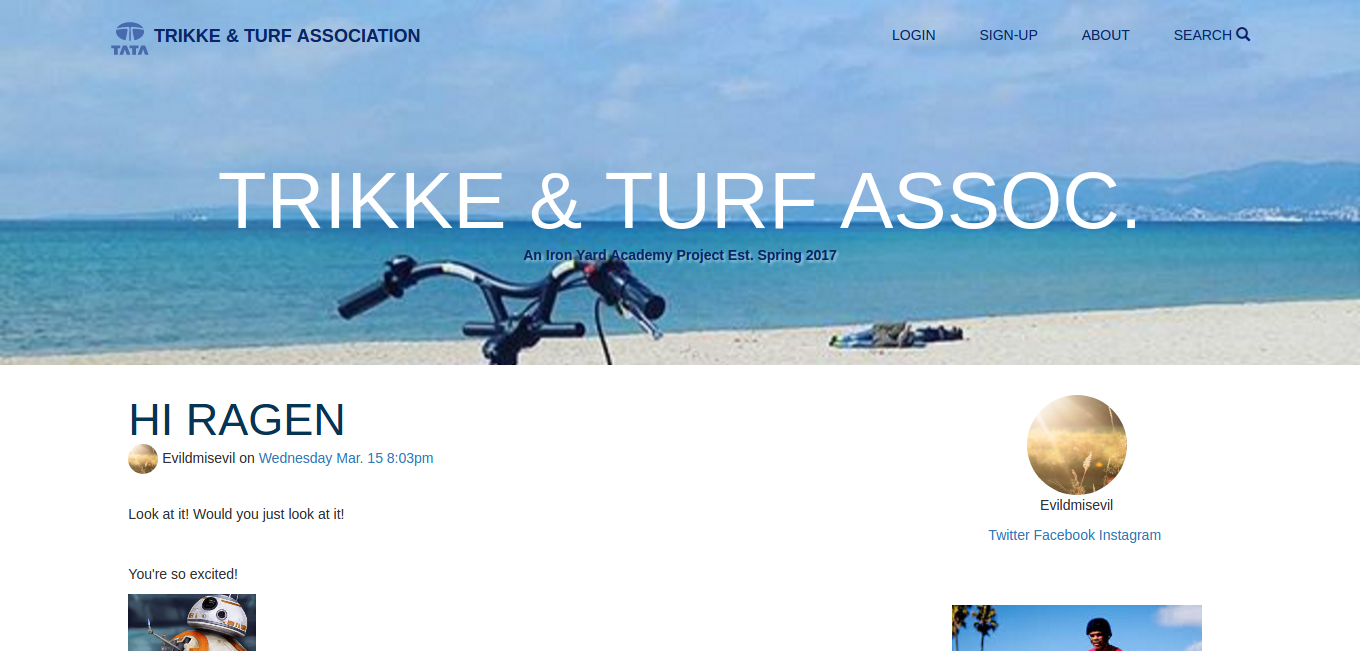 TATA
TRIKKE & TURF ASSOCIATION
LOGIN SIGN-UP ABOUT SEARCH
TRIKKE & TURF ASSOC.
An Iron Yard Academy Project Est. Spring 2017
HI RAGEN
Evildmisevil on Wednesday Mar. 15 8:03pm
Look at it! Would you just look at it!
You're so excited!
Evildmisevil
Twitter Facebook Instagram